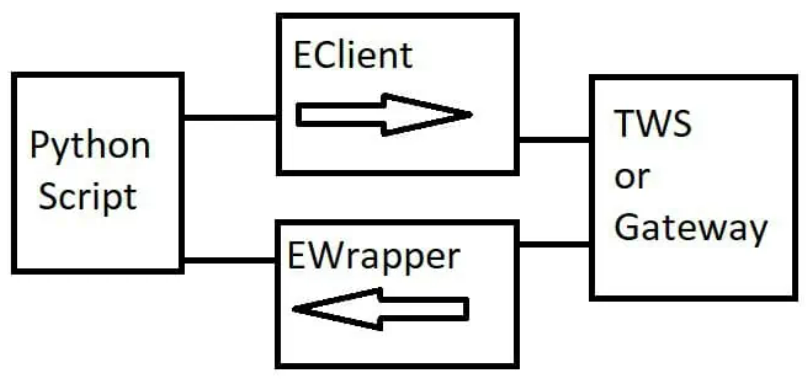 EClient
Python
Script
TWS
or
Gateway
EWrapper